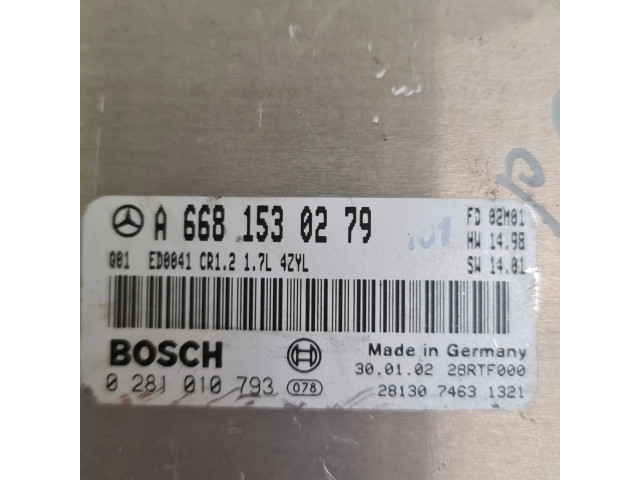 A 668 153 02 79
FD 02M01
HW 14.98
Q01 ED0041 CR1.2 1.7L 4ZYL
SW 14.01
BOSCH
Made in Germany
30.01.02 28RTF000
0 281 010 793 078
28130 7463 1321